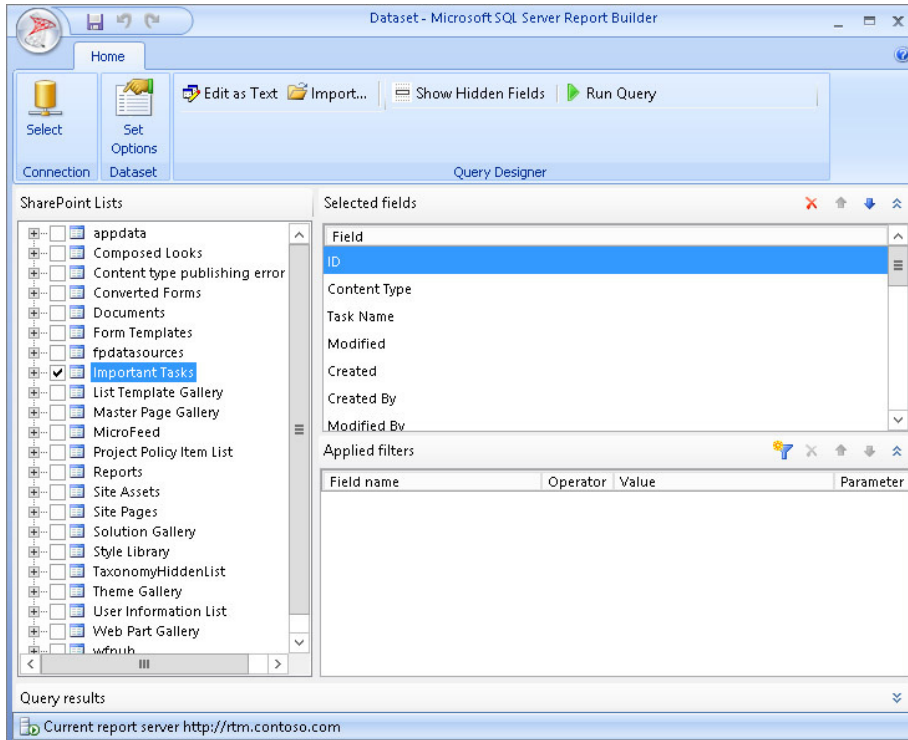 Dataset - Microsoft SQL Server Report Builder
Home
Edit as Text Import... Show Hidden Fields Run Query
Select
Set Options
Connection Dataset Query Designer
SharePoint Lists
appdata
Composed Looks
Content type publishing error
Converted Forms
Documents
Form Templates
fpdatasources
Important Tasks
List Template Gallery
Master Page Gallery
MicroFeed
Project Policy Item List
Reports
Site Assets
Site Pages
Solution Gallery
Style Library
TaxonomyHiddenList
Theme Gallery
User Information List
Web Part Gallery
wfpub
Selected fields
Field
ID
Content Type
Task Name
Modified
Created
Created By
Modified By
Applied filters
Field name Operator Value Parameter
Query results
Current report server http://rtm.contoso.com